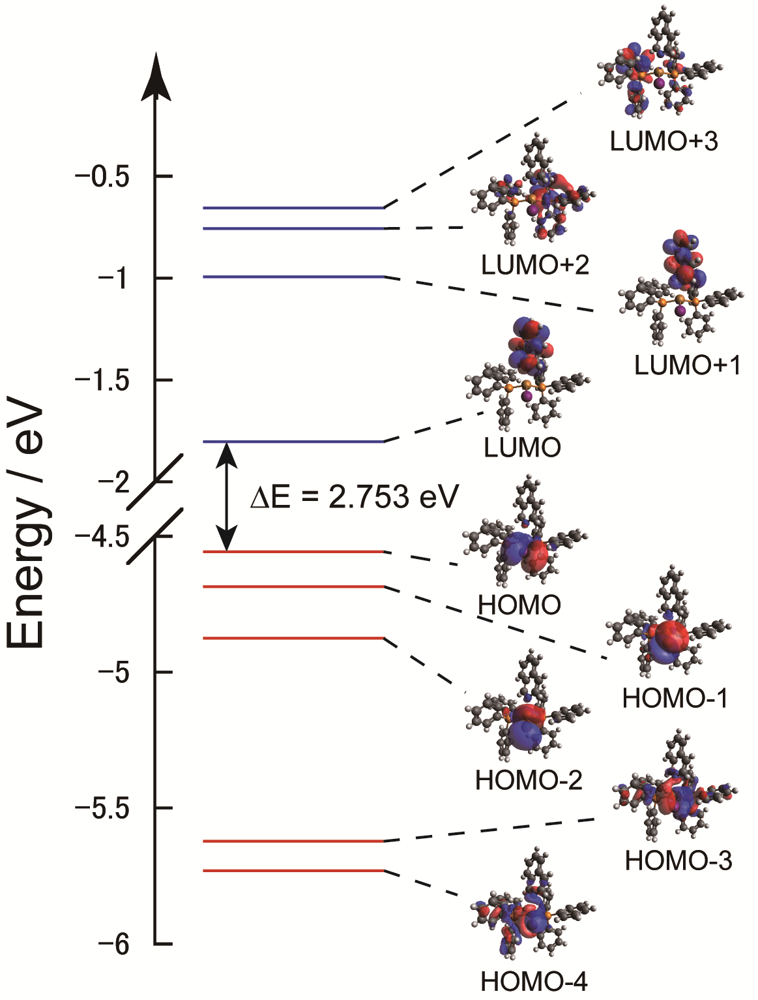 LUMO+3
−0.5
LUMO+2
−1
LUMO+1
−1.5
LUMO
−2
ΔE = 2.753 eV
Energy / eV
−4.5
HOMO
−5
HOMO-1
HOMO-2
−5.5
HOMO-3
−6
HOMO-4